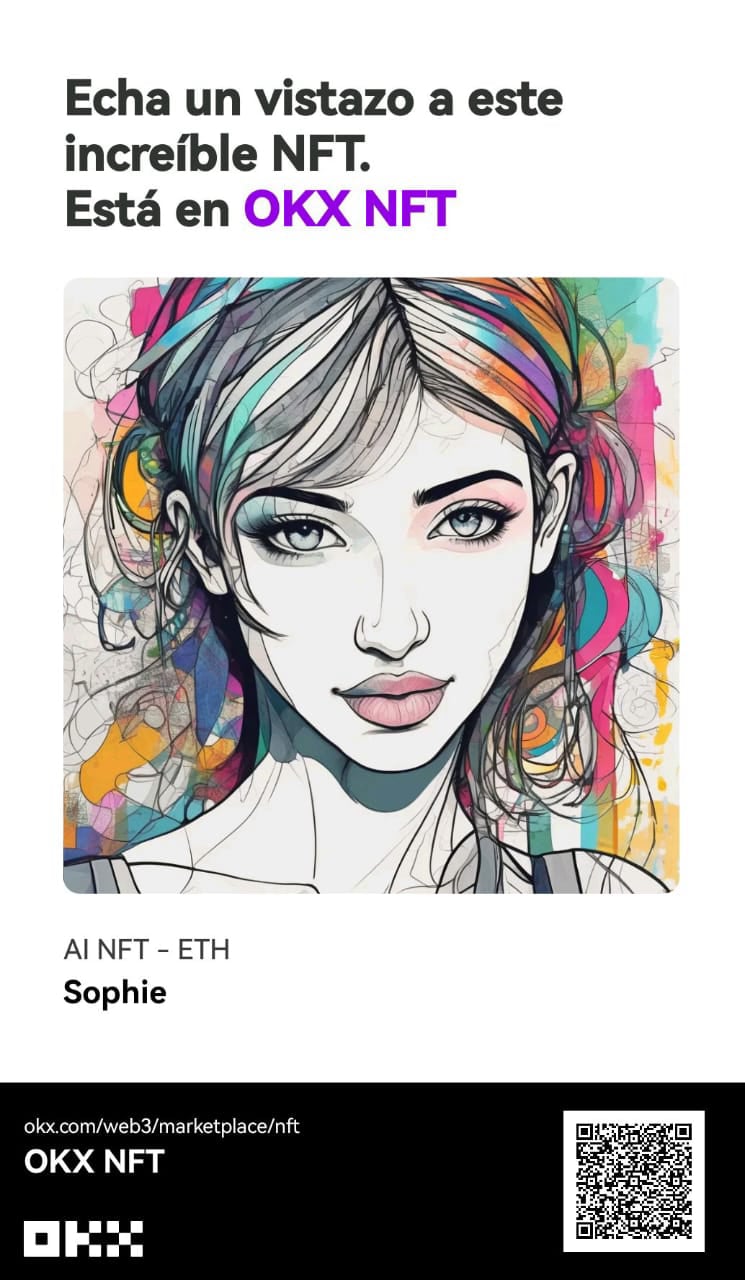 Echa un vistazo a este
increíble NFT.
Está en OKX NFT
AI NFT - ETH
Sophie
okx.com/web3/marketplace/nft
OKX NFT
OKX